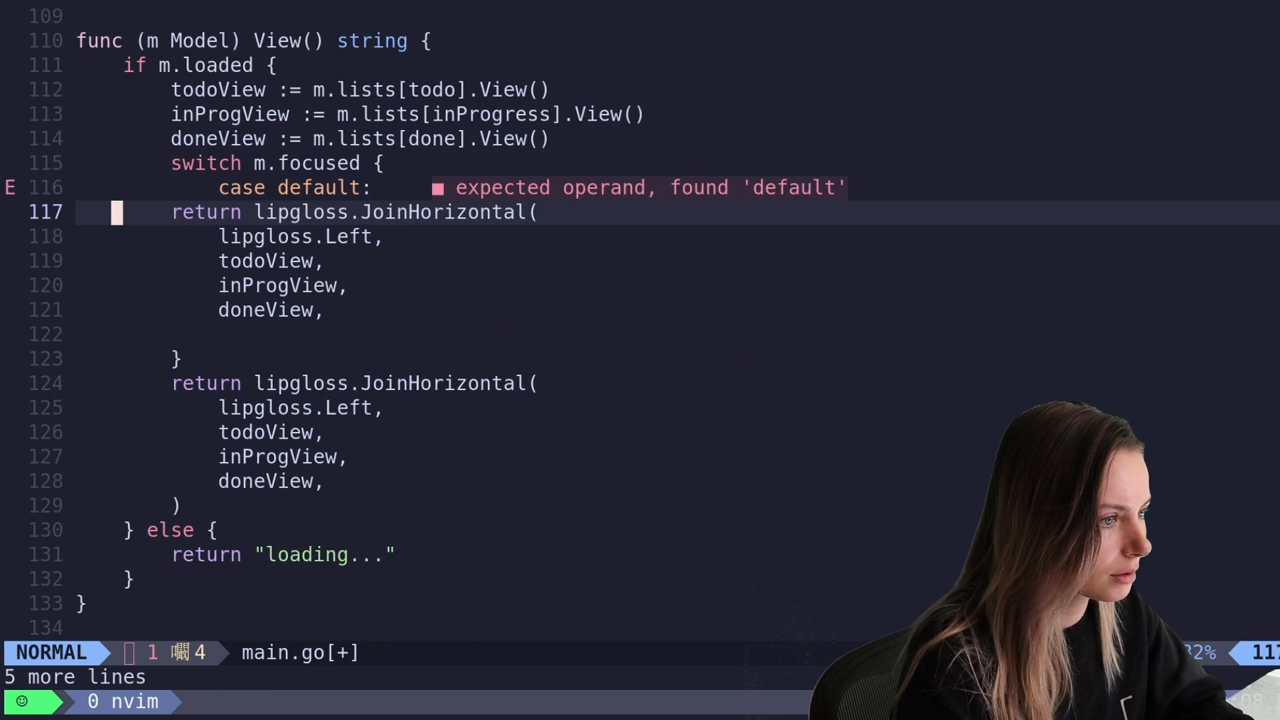 109
110 func (m Model) View() string {
111     if m.loaded {
112         todoView := m.lists[todo].View()
113         inProgView := m.lists[inProgress].View()
114         doneView := m.lists[done].View()
115         switch m.focused {
E 116             case default:     ■ expected operand, found 'default'
117         return lipgloss.JoinHorizontal(
118             lipgloss.Left,
119             todoView,
120             inProgView,
121             doneView,
122
123         }
124         return lipgloss.JoinHorizontal(
125             lipgloss.Left,
126             todoView,
127             inProgView,
128             doneView,
129         )
130     } else {
131         return "loading..."
132     }
133 }
134
NORMAL 1 4 main.go[+]
5 more lines
0 nvim